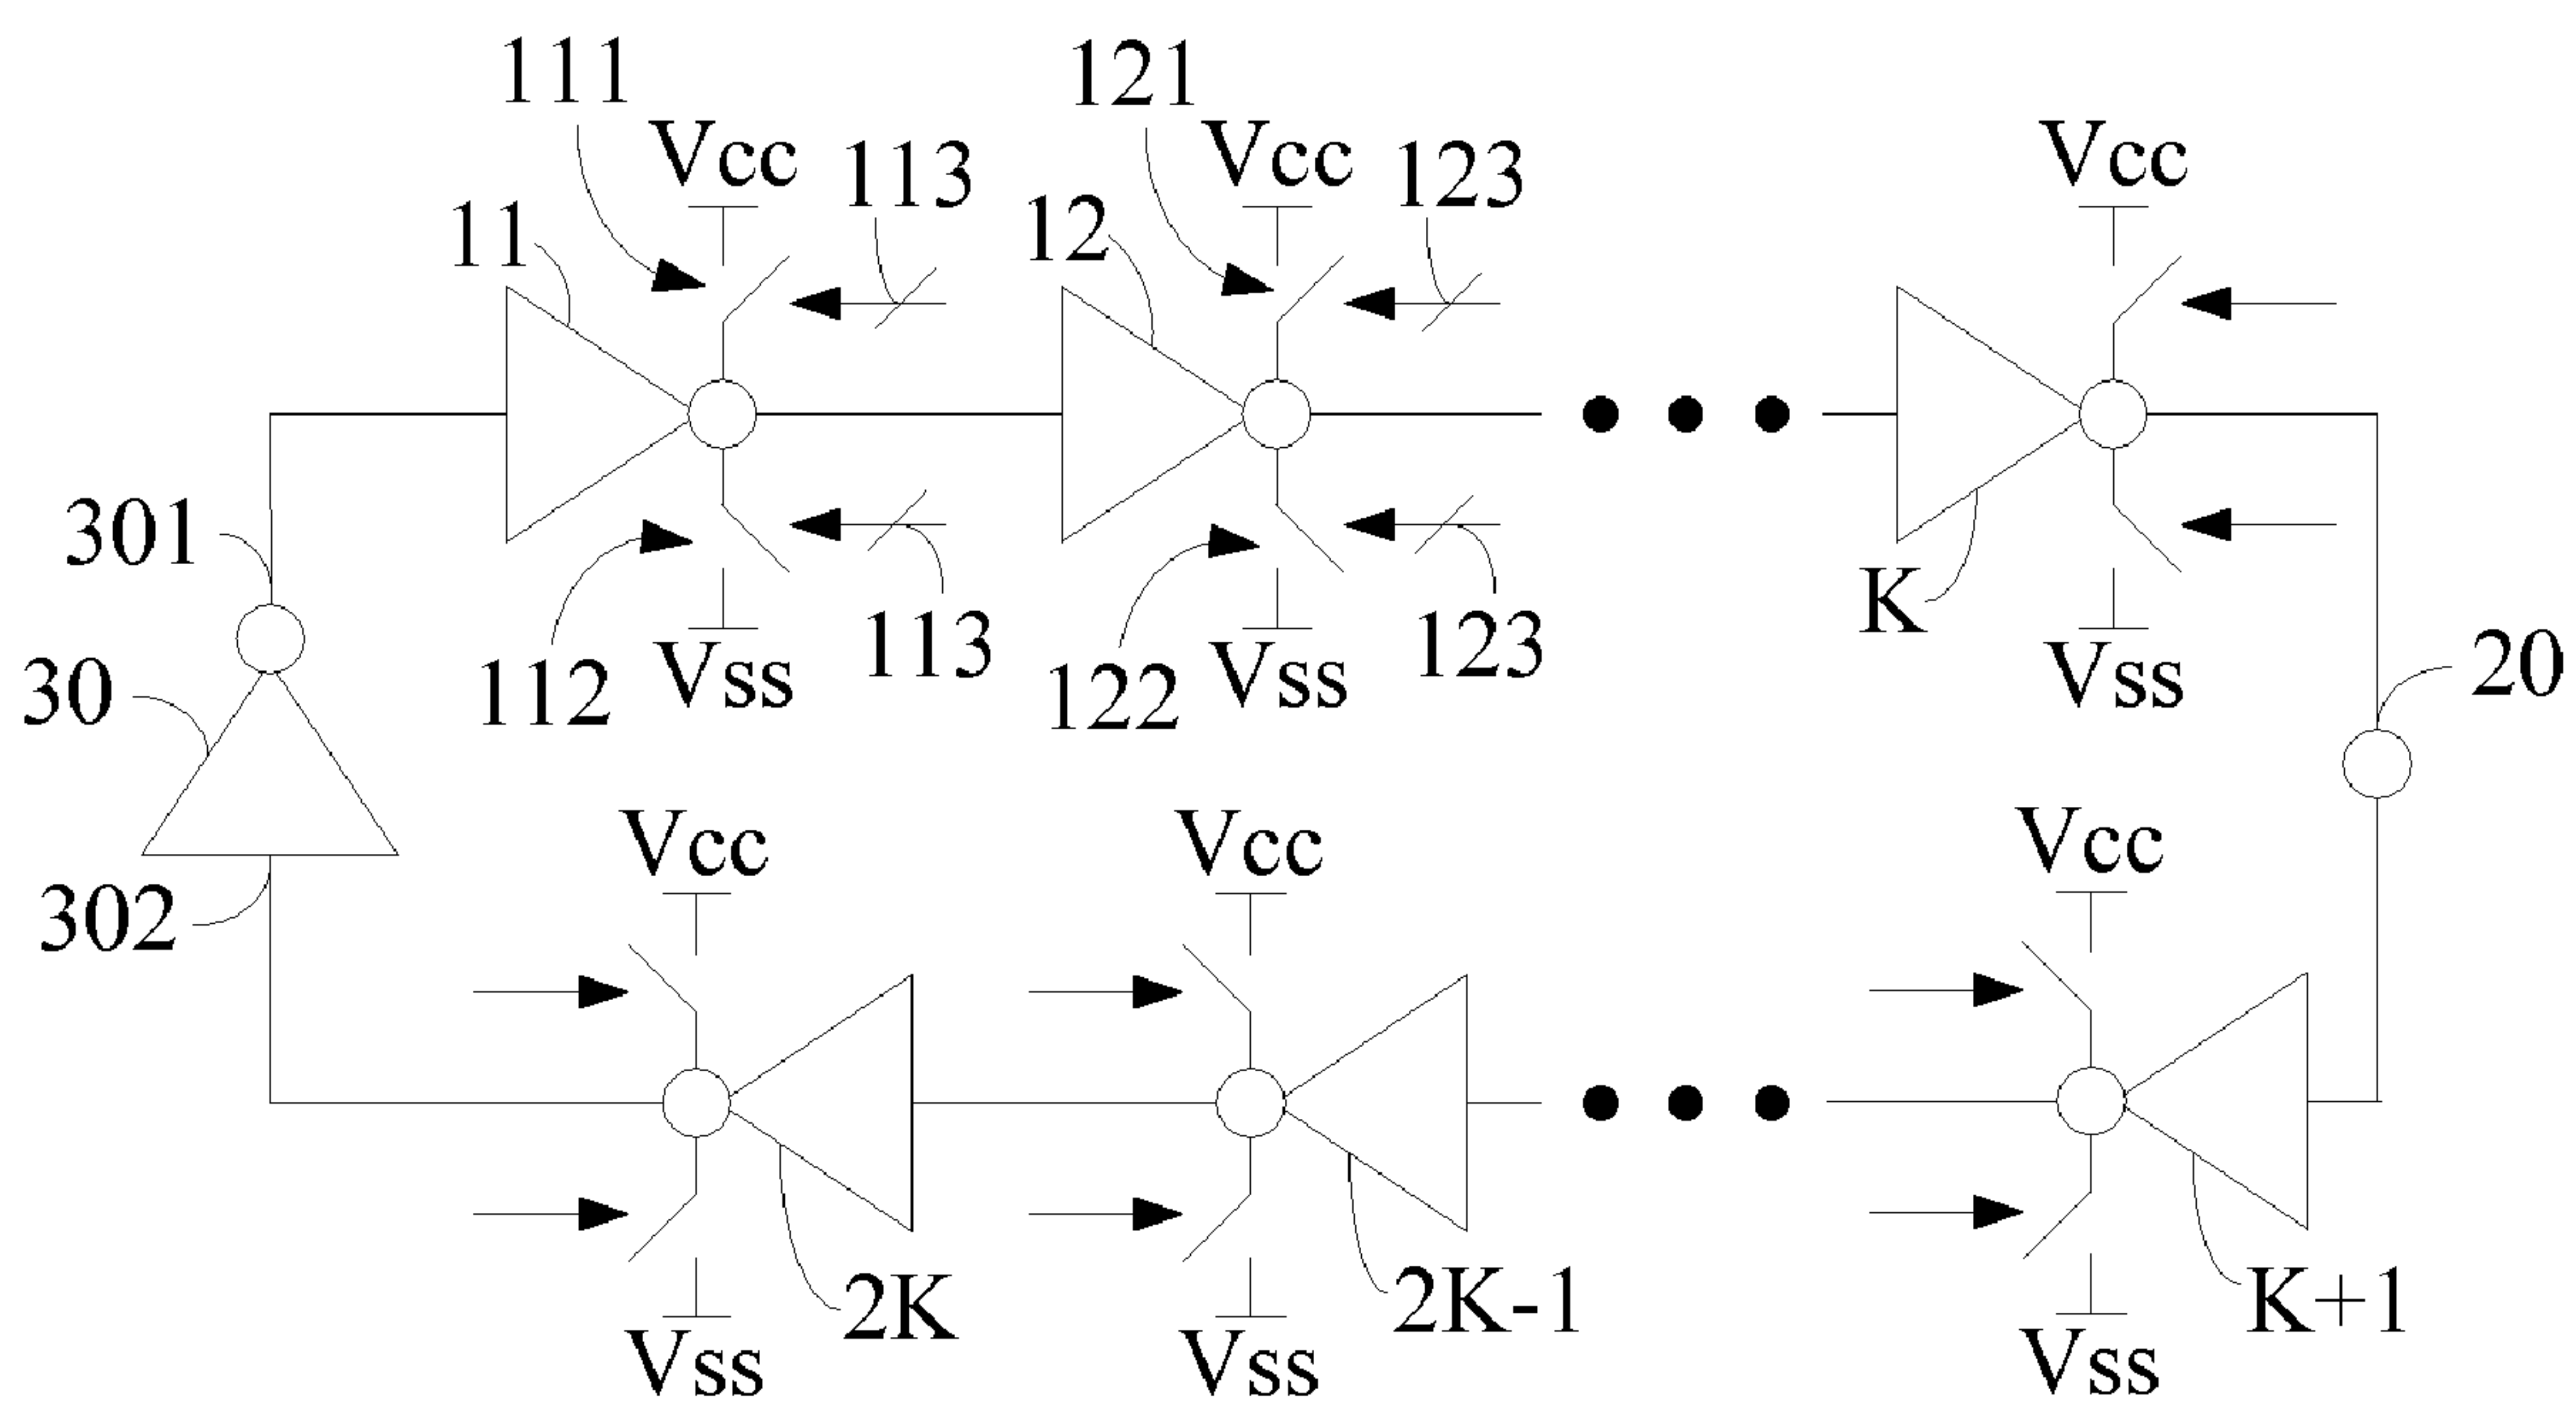 111 121
Vcc 113 Vcc 123 Vcc
11 12
301
K
30 112 Vss 113 122 Vss 123 Vss 20
Vcc Vcc Vcc
302
2K 2K-1 K+1
Vss Vss Vss